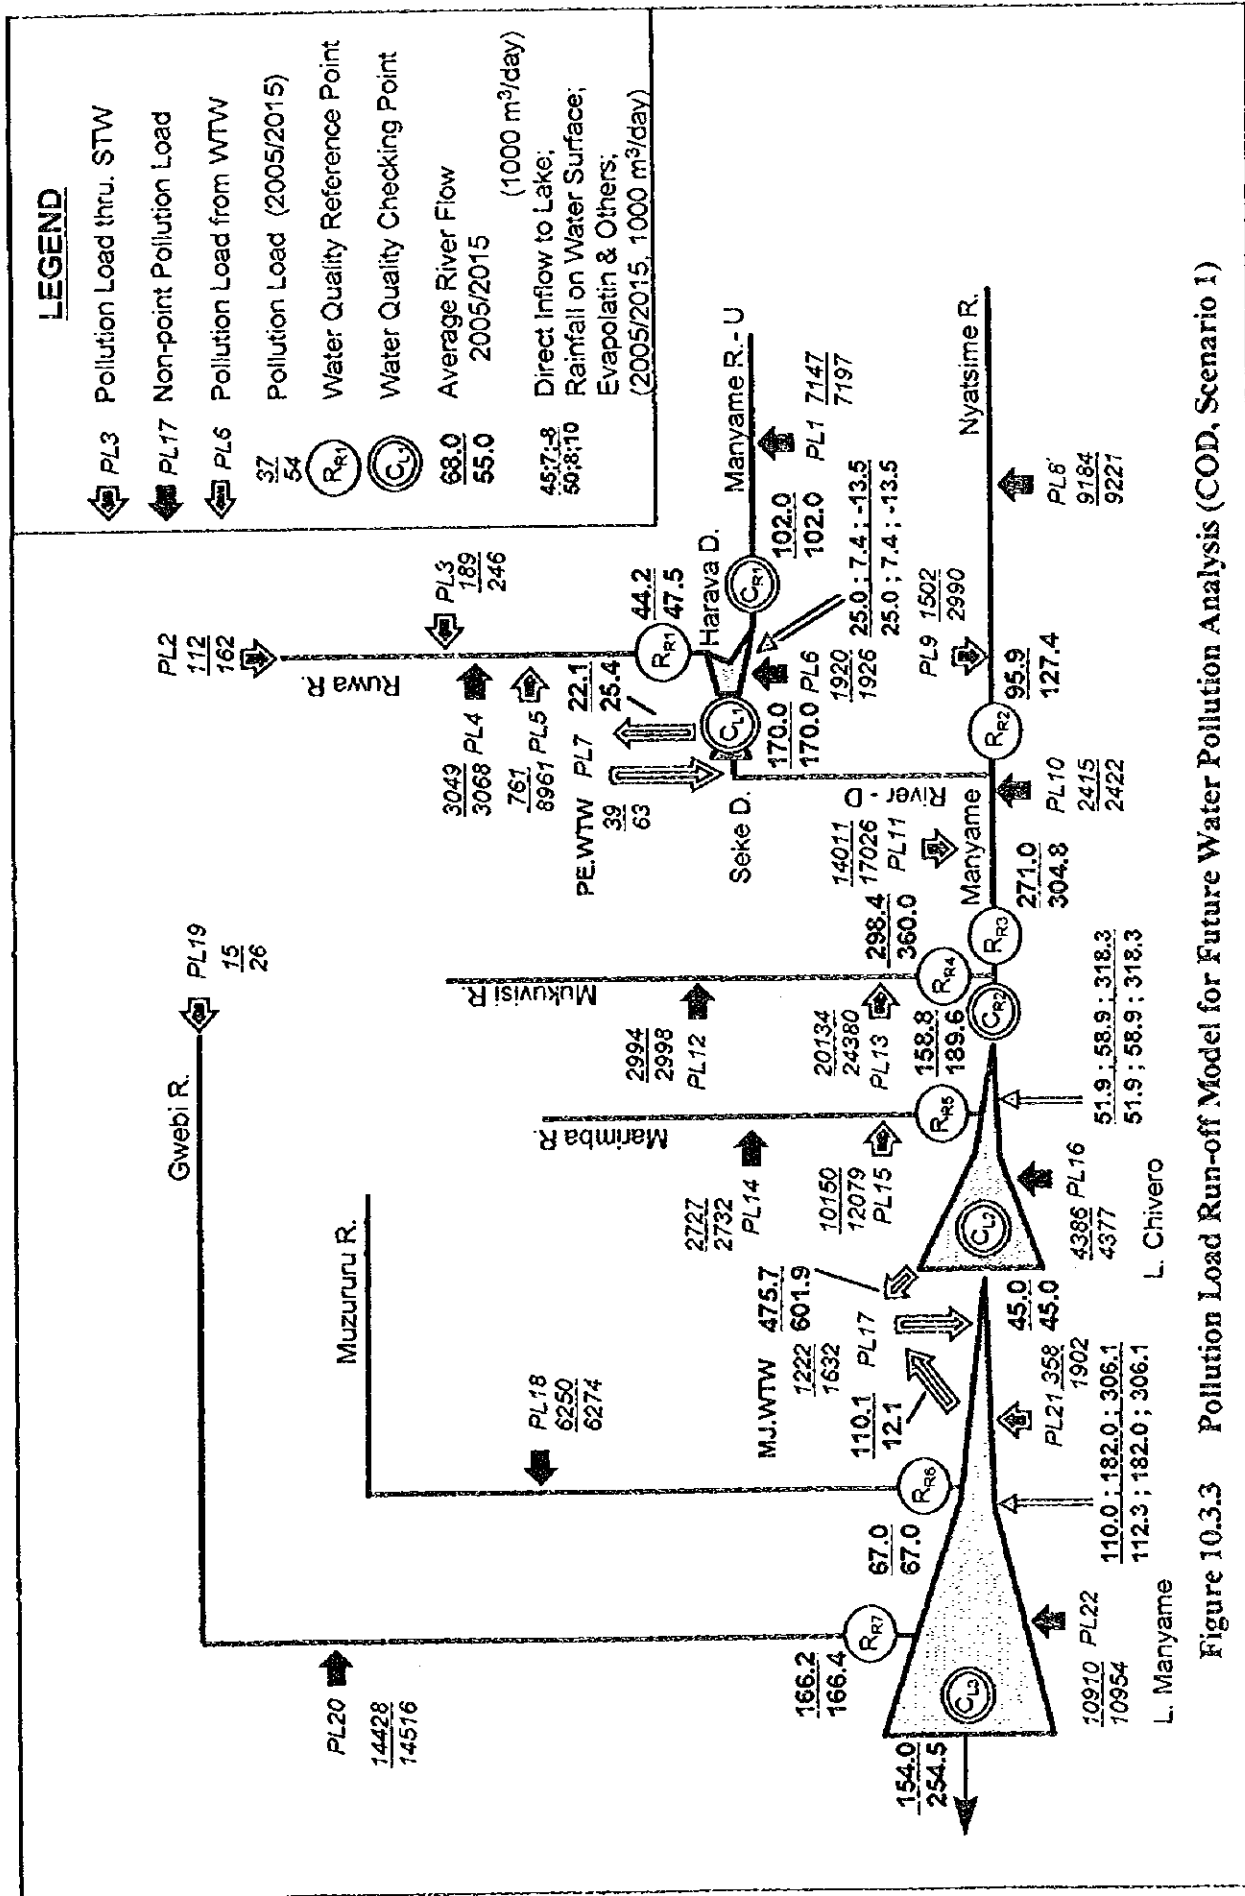 LEGEND
PL3 Pollution Load thru. STW
PL17 Non-point Pollution Load
PL6 Pollution Load from WTW
37
54
Pollution Load (2005/2015)
RR1 Water Quality Reference Point
CL1 Water Quality Checking Point
68.0
55.0
Average River Flow
2005/2015
(1000 m³/day)
45;7;-8
50;8;10
Direct Inflow to Lake;
Rainfall on Water Surface;
Evapolatin & Others;
(2005/2015, 1000 m³/day)
PL19
15
26
Gwebi R.
PL20
14428
14516
166.2
166.4
RR7
Muzururu R.
PL18
6250
6274
67.0
67.0
RR6
PL2
112
162
Ruwa R.
PL3
189
246
3049
3068 PL4
761
8961 PL5
44.2
47.5
RR1
Harava D.
Manyame R. - U
CR1
102.0
102.0
PL1 7147
7197
22.1
25.4
PE.WTW PL7
39
63
CL1
Seke D.
170.0
170.0
PL6
1920
1926
25.0 ; 7.4 ; -13.5
25.0 ; 7.4 ; -13.5
River - D
Manyame
Nyatsime R.
PL8'
9184
9221
PL9 1502
2990
95.9
127.4
RR2
PL10
2415
2422
14011
17026
PL11
271.0
304.8
RR3
Mukuvisi R.
2994
2998
PL12
20134
24380
PL13
298.4
360.0
RR4
CR2
Marimba R.
2727
2732
PL14
10150
12079
PL15
158.8
189.6
RR5
51.9 ; 58.9 ; 318.3
51.9 ; 58.9 ; 318.3
CL2
4386 PL16
4377
L. Chivero
MJ.WTW 475.7
601.9
1222
1632
PL17
110.1
12.1
45.0
45.0
PL21 358
1902
110.0 ; 182.0 ; 306.1
112.3 ; 182.0 ; 306.1
CL3
10910 PL22
10954
L. Manyame
154.0
254.5
Figure 10.3.3 Pollution Load Run-off Model for Future Water Pollution Analysis (COD, Scenario 1)